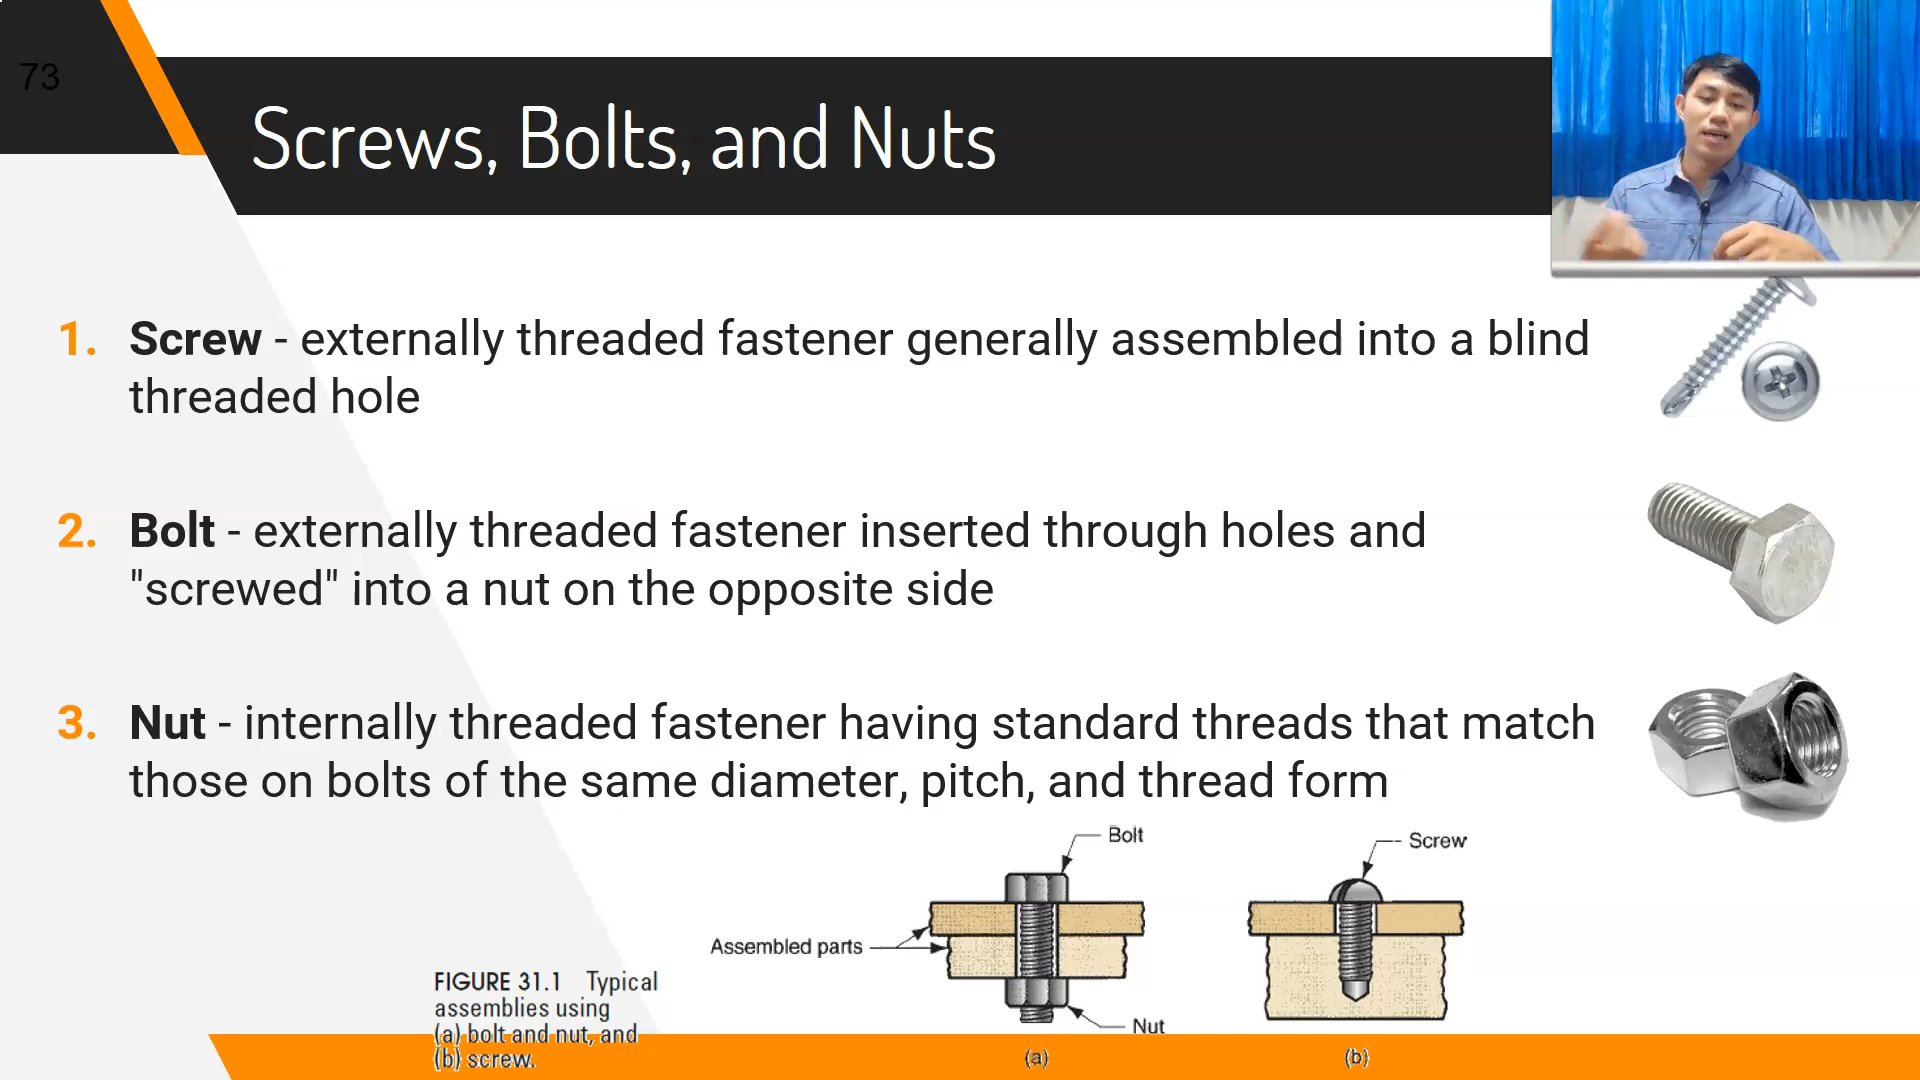 73
Screws, Bolts, and Nuts
1. Screw - externally threaded fastener generally assembled into a blind
threaded hole
2. Bolt - externally threaded fastener inserted through holes and
"screwed" into a nut on the opposite side
3. Nut - internally threaded fastener having standard threads that match
those on bolts of the same diameter, pitch, and thread form
Bolt
Screw
Assembled parts
Nut
FIGURE 31.1 Typical
assemblies using
(a) bolt and nut, and
(b) screw.
(a)
(b)